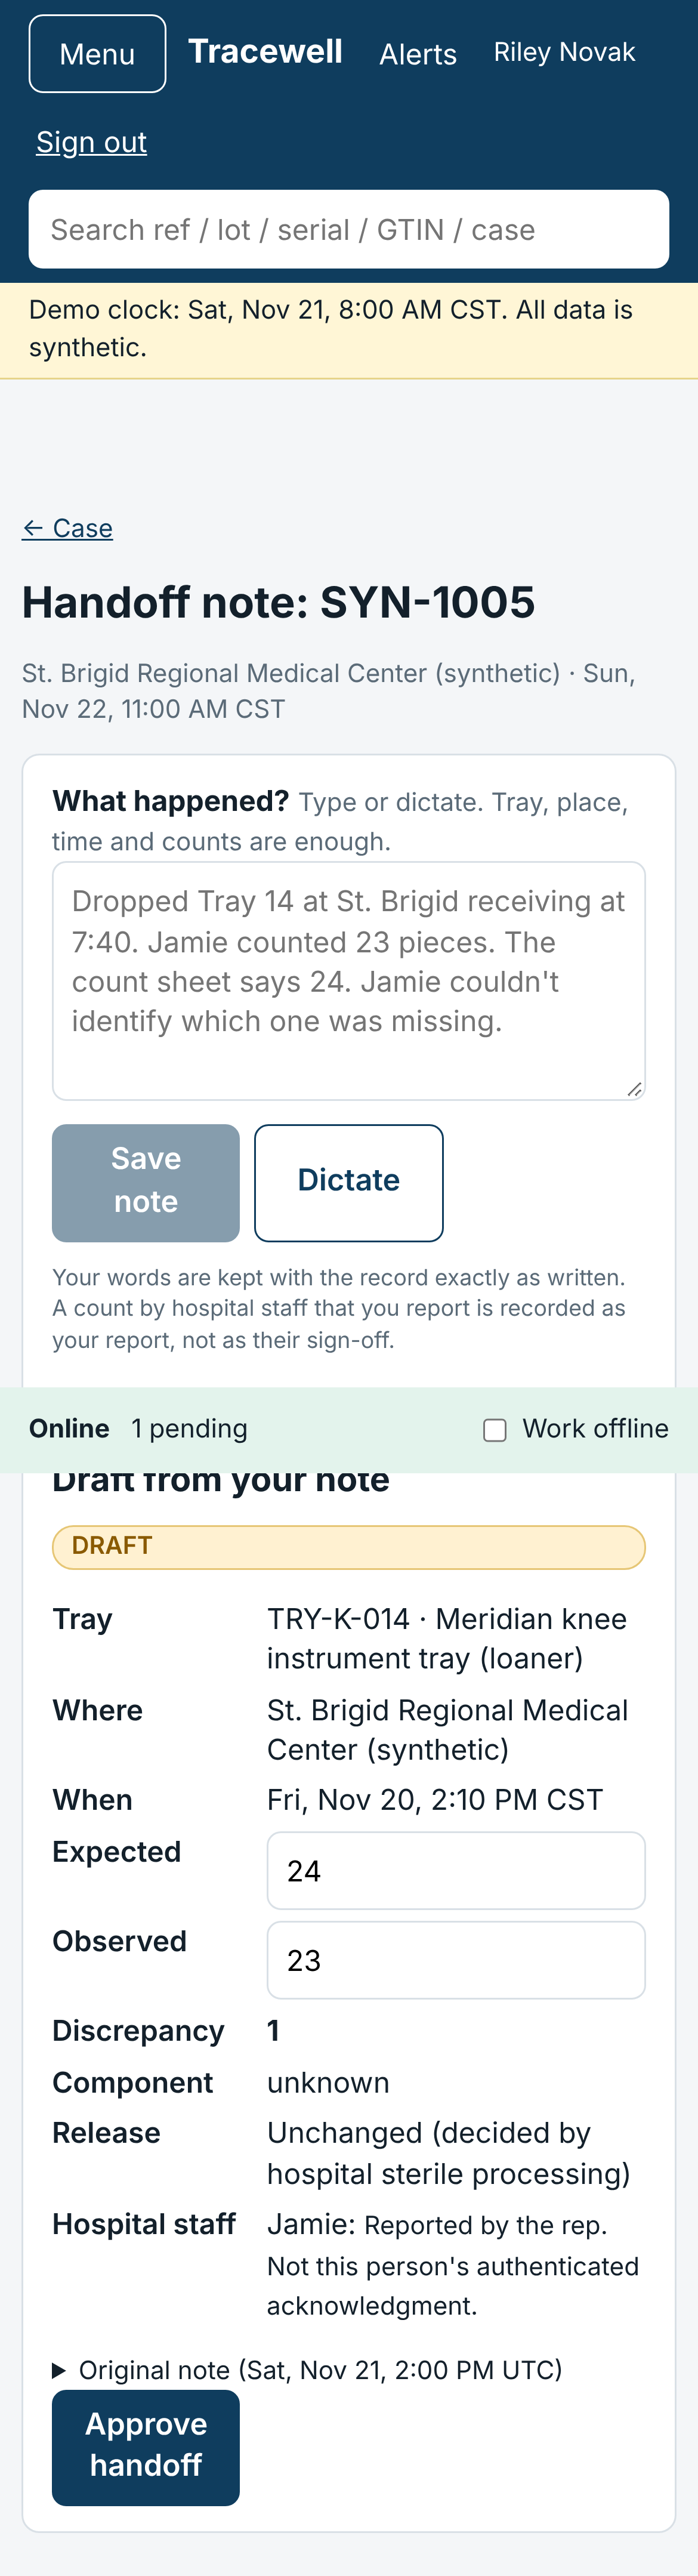 Menu Tracewell Alerts Riley Novak
Sign out
Search ref / lot / serial / GTIN / case
Demo clock: Sat, Nov 21, 8:00 AM CST. All data is
synthetic.
← Case
Handoff note: SYN-1005
St. Brigid Regional Medical Center (synthetic) · Sun,
Nov 22, 11:00 AM CST
What happened? Type or dictate. Tray, place,
time and counts are enough.
Dropped Tray 14 at St. Brigid receiving at
7:40. Jamie counted 23 pieces. The
count sheet says 24. Jamie couldn't
identify which one was missing.
Save
note
Dictate
Your words are kept with the record exactly as written.
A count by hospital staff that you report is recorded as
your report, not as their sign-off.
Online 1 pending Work offline
Draft from your note
DRAFT
Tray TRY-K-014 · Meridian knee
instrument tray (loaner)
Where St. Brigid Regional Medical
Center (synthetic)
When Fri, Nov 20, 2:10 PM CST
Expected 24
Observed 23
Discrepancy 1
Component unknown
Release Unchanged (decided by
hospital sterile processing)
Hospital staff Jamie: Reported by the rep.
Not this person's authenticated
acknowledgment.
▶ Original note (Sat, Nov 21, 2:00 PM UTC)
Approve
handoff